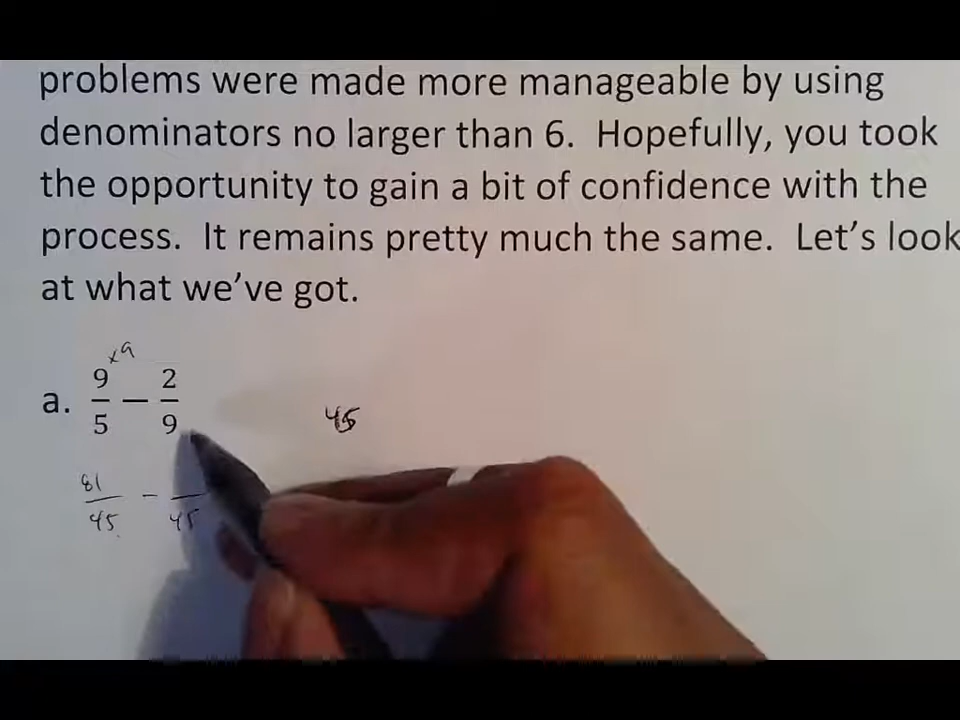 problems were made more manageable by using
denominators no larger than 6. Hopefully, you took
the opportunity to gain a bit of confidence with the
process. It remains pretty much the same. Let's look
at what we've got.
x9
a. 9/5 − 2/9
45
81/45 − /45